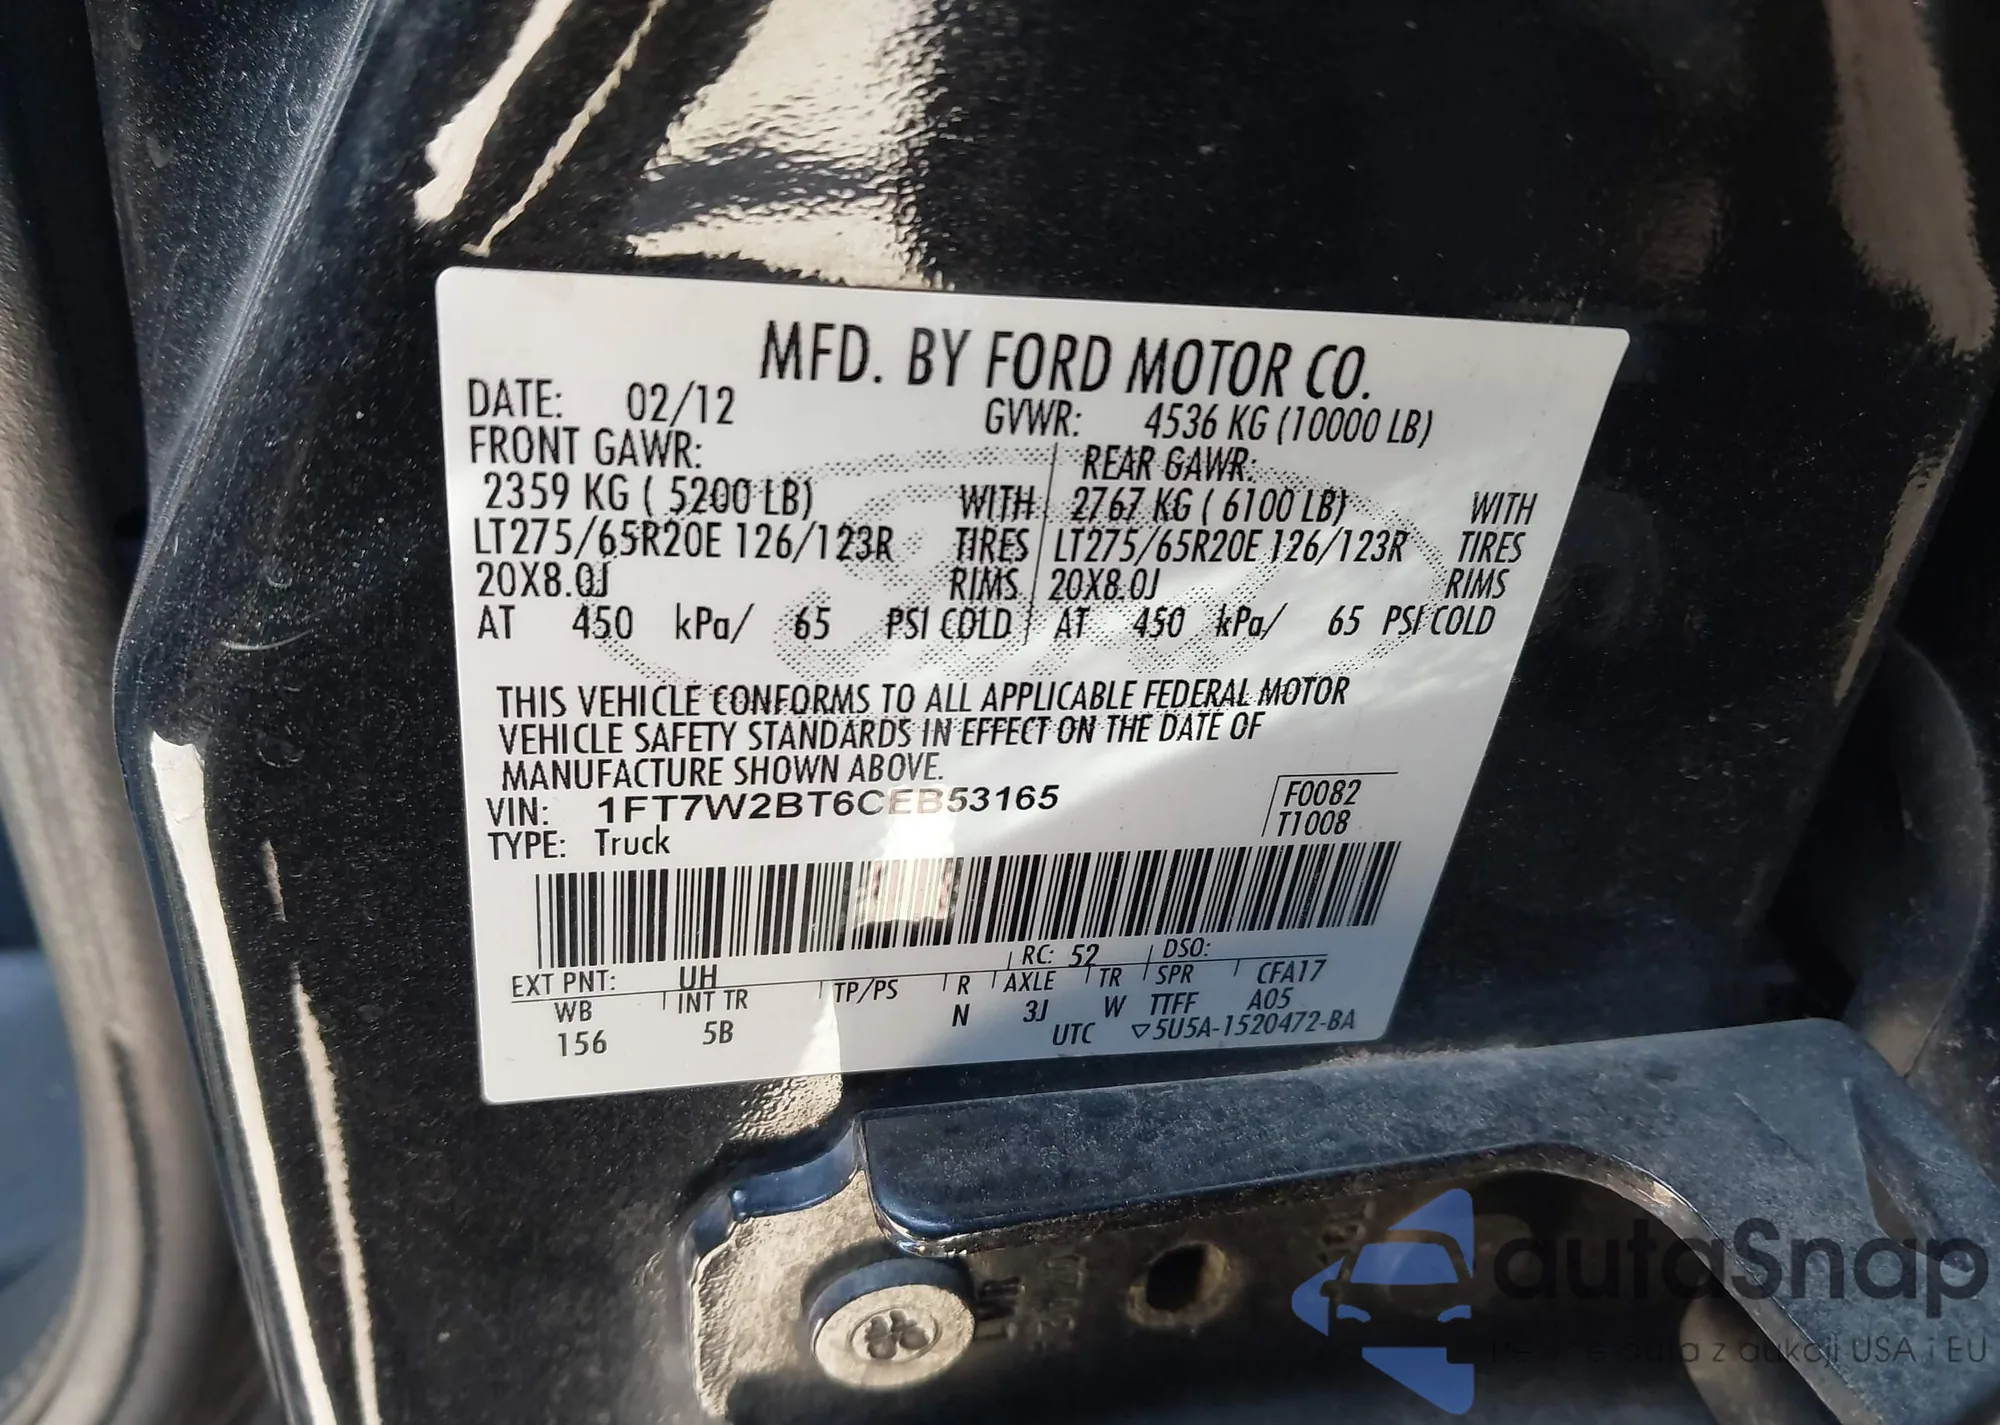 MFD. BY FORD MOTOR CO.
DATE: 02/12 GVWR: 4536 KG (10000 LB)
FRONT GAWR: REAR GAWR:
2359 KG ( 5200 LB) WITH 2767 KG ( 6100 LB) WITH
LT275/65R20E 126/123R TIRES LT275/65R20E 126/123R TIRES
20X8.0J RIMS 20X8.0J RIMS
AT 450 kPa/ 65 PSI COLD AT 450 kPa/ 65 PSI COLD
THIS VEHICLE CONFORMS TO ALL APPLICABLE FEDERAL MOTOR
VEHICLE SAFETY STANDARDS IN EFFECT ON THE DATE OF
MANUFACTURE SHOWN ABOVE.
VIN: 1FT7W2BT6CEB53165 F0082
TYPE: Truck T1008
RC: 52 DSO:
EXT PNT: UH CFA17
WB INT TR TP/PS R AXLE TR SPR A05
156 5B N 3J W TTFF
UTC ▽5U5A-1520472-BA
autaSnap
auta z aukcji USA i EU